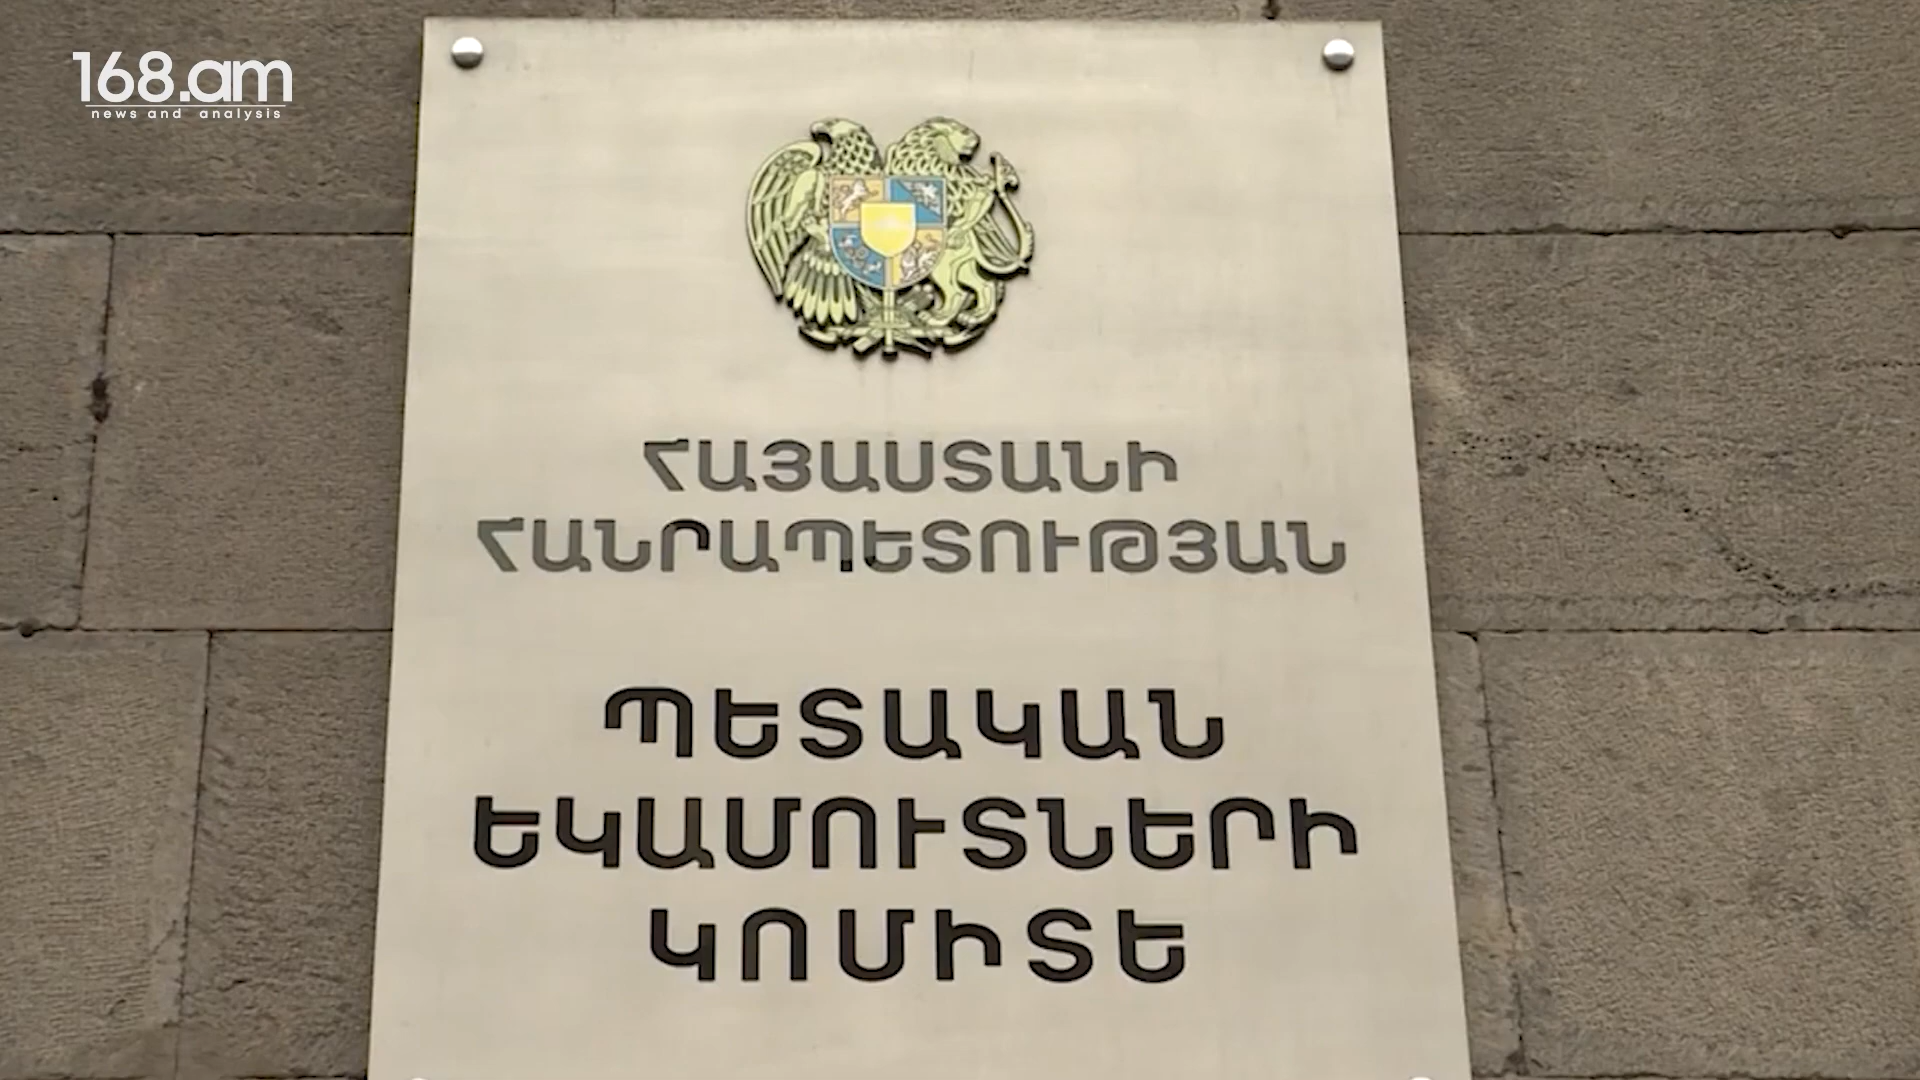 168.am
news and analysis
ՀԱՅԱՍՏԱՆԻ
ՀԱՆՐԱՊԵՏՈՒԹՅԱՆ
ՊԵՏԱԿԱՆ
ԵԿԱՄՈՒՏՆԵՐԻ
ԿՈՄԻՏԵ